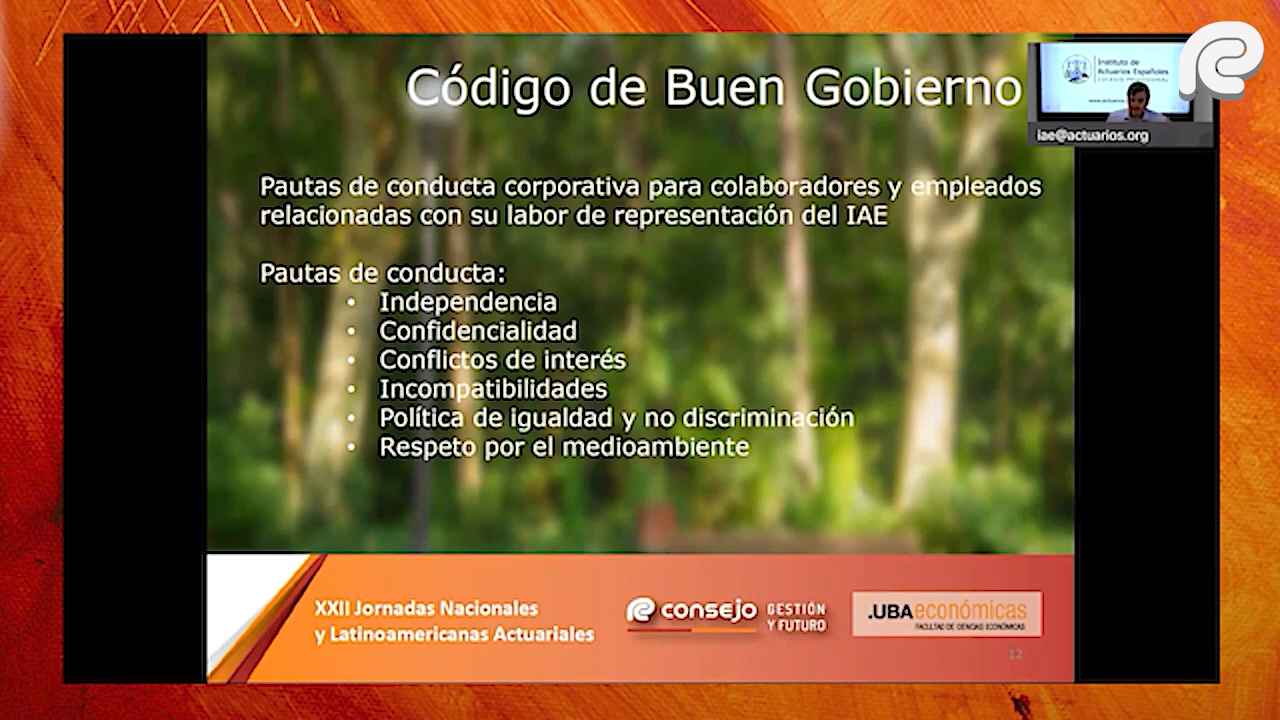 Código de Buen Gobierno
Instituto de
Actuarios Españoles
iae@actuarios.org
Pautas de conducta corporativa para colaboradores y empleados
relacionadas con su labor de representación del IAE
Pautas de conducta:
• Independencia
• Confidencialidad
• Conflictos de interés
• Incompatibilidades
• Política de igualdad y no discriminación
• Respeto por el medioambiente
XXII Jornadas Nacionales
y Latinoamericanas Actuariales
consejo
GESTIÓN
Y FUTURO
.UBAeconómicas
FACULTAD DE CIENCIAS ECONÓMICAS
12